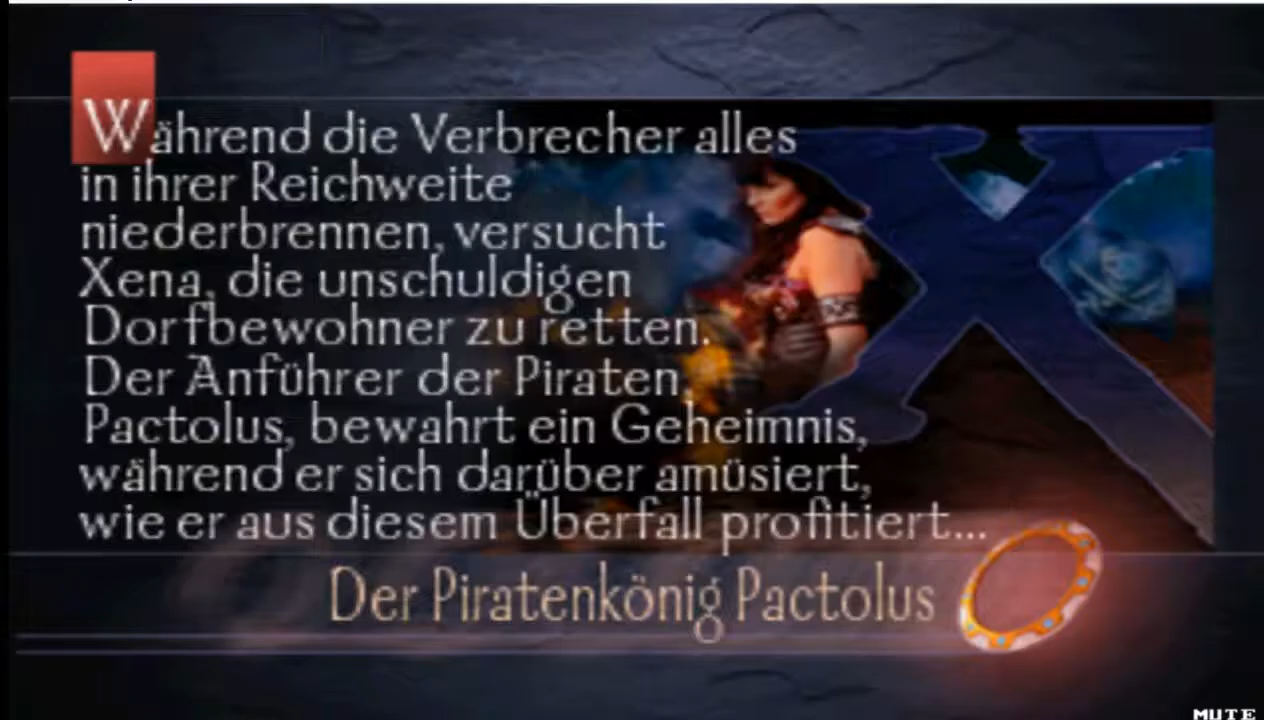 Während die Verbrecher alles
in ihrer Reichweite
niederbrennen, versucht
Xena, die unschuldigen
Dorfbewohner zu retten.
Der Anführer der Piraten,
Pactolus, bewahrt ein Geheimnis,
während er sich darüber amüsiert,
wie er aus diesem Überfall profitiert...
Der Piratenkönig Pactolus
MUTE